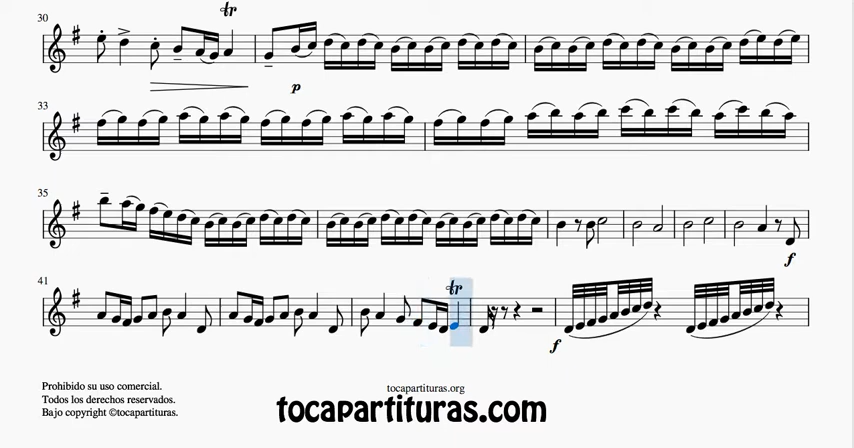 30
tr
p
33
35
f
41
tr
f
Prohibido su uso comercial.
Todos los derechos reservados.
Bajo copyright ©tocapartituras.
tocapartituras.org
tocapartituras.com